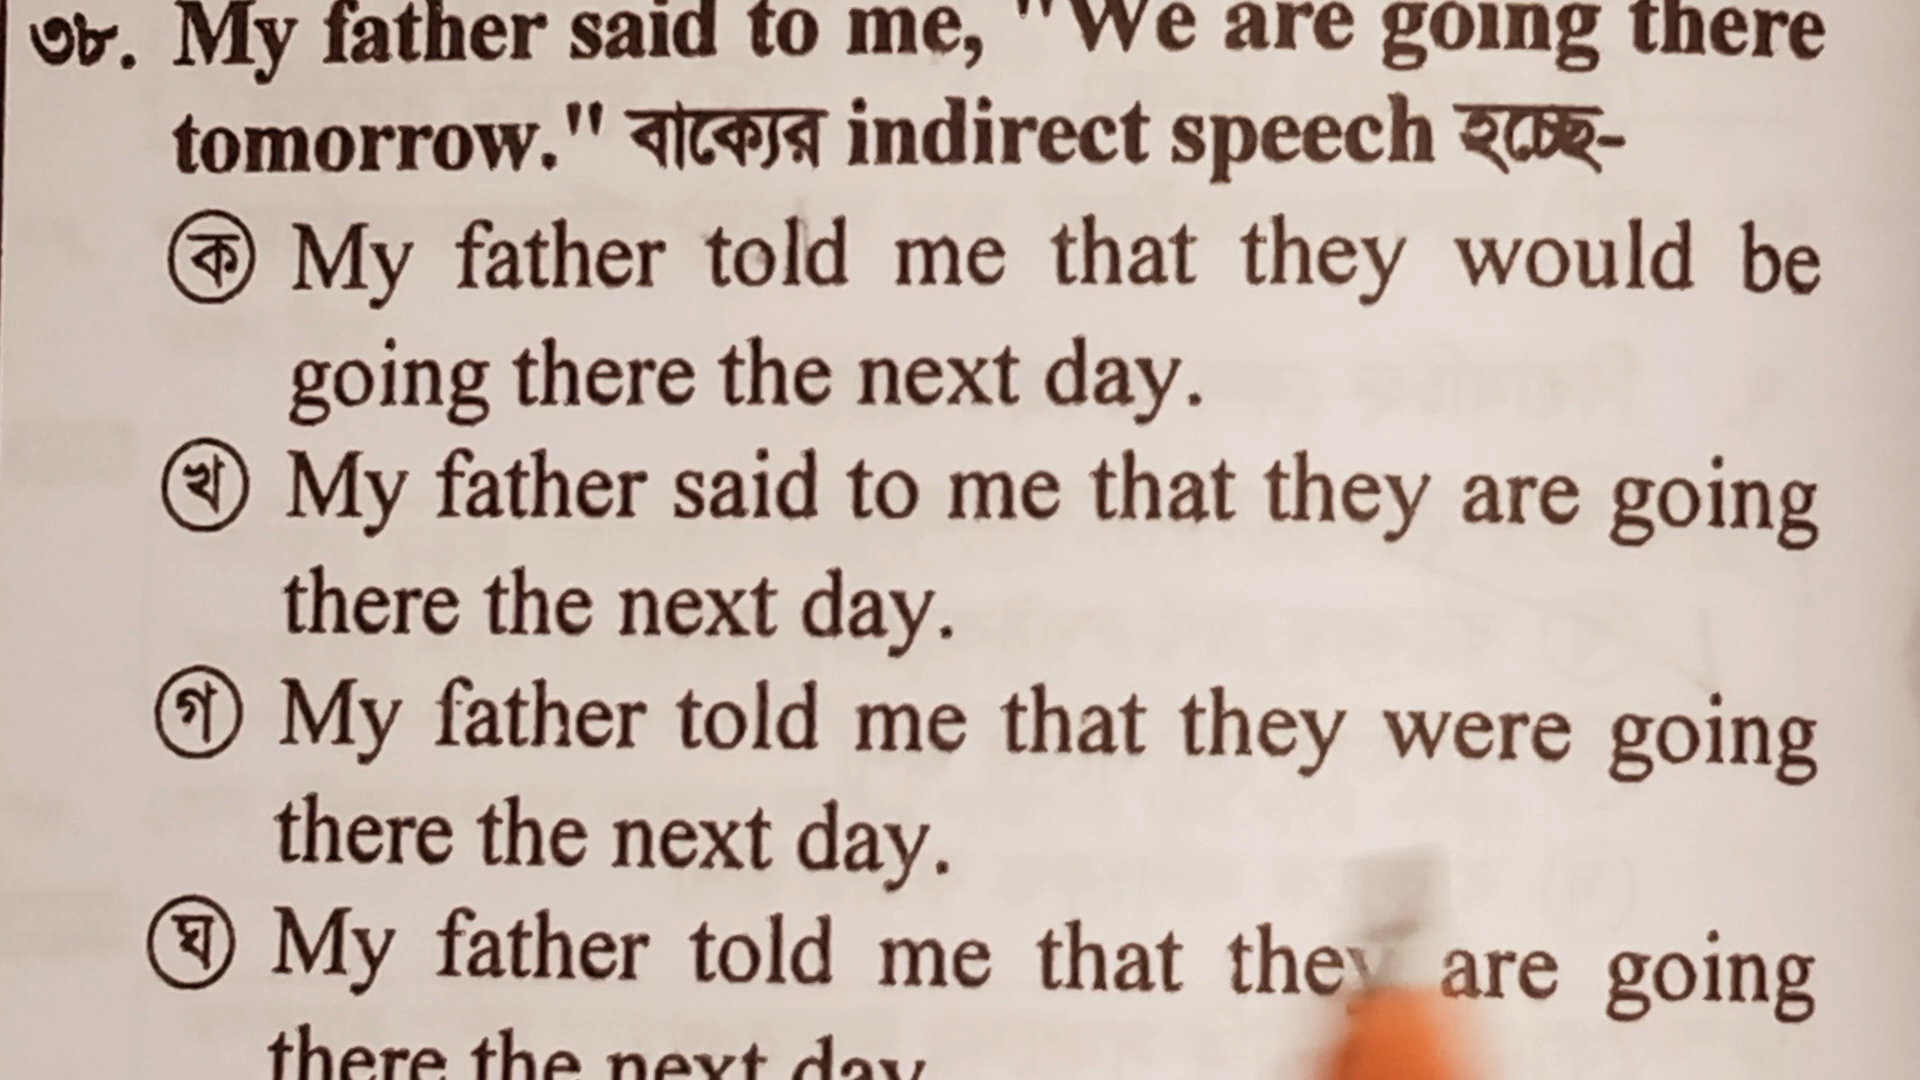 ৩৮. My father said to me, "We are going there
tomorrow." বাক্যের indirect speech হচ্ছে-
ক My father told me that they would be
going there the next day.
খ My father said to me that they are going
there the next day.
গ My father told me that they were going
there the next day.
ঘ My father told me that they are going
there the next day